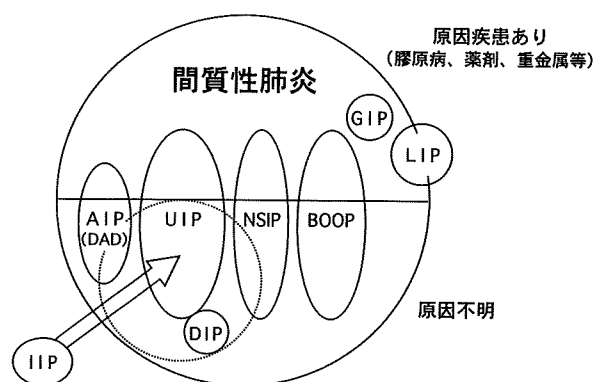 原因疾患あり
(膠原病、薬剤、重金属等)
間質性肺炎
GIP
LIP
AIP
(DAD)
UIP
NSIP
BOOP
原因不明
DIP
IIP